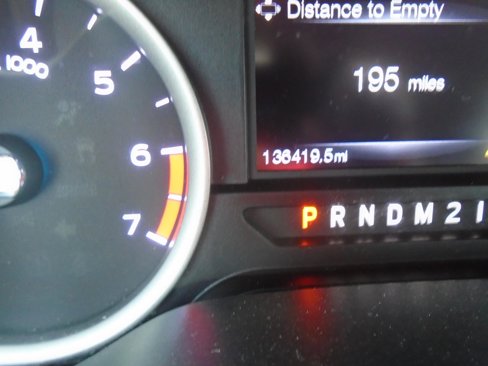 4
x1000
5
6
7
Distance to Empty
195 miles
136419.5mi
P R N D M 2 1